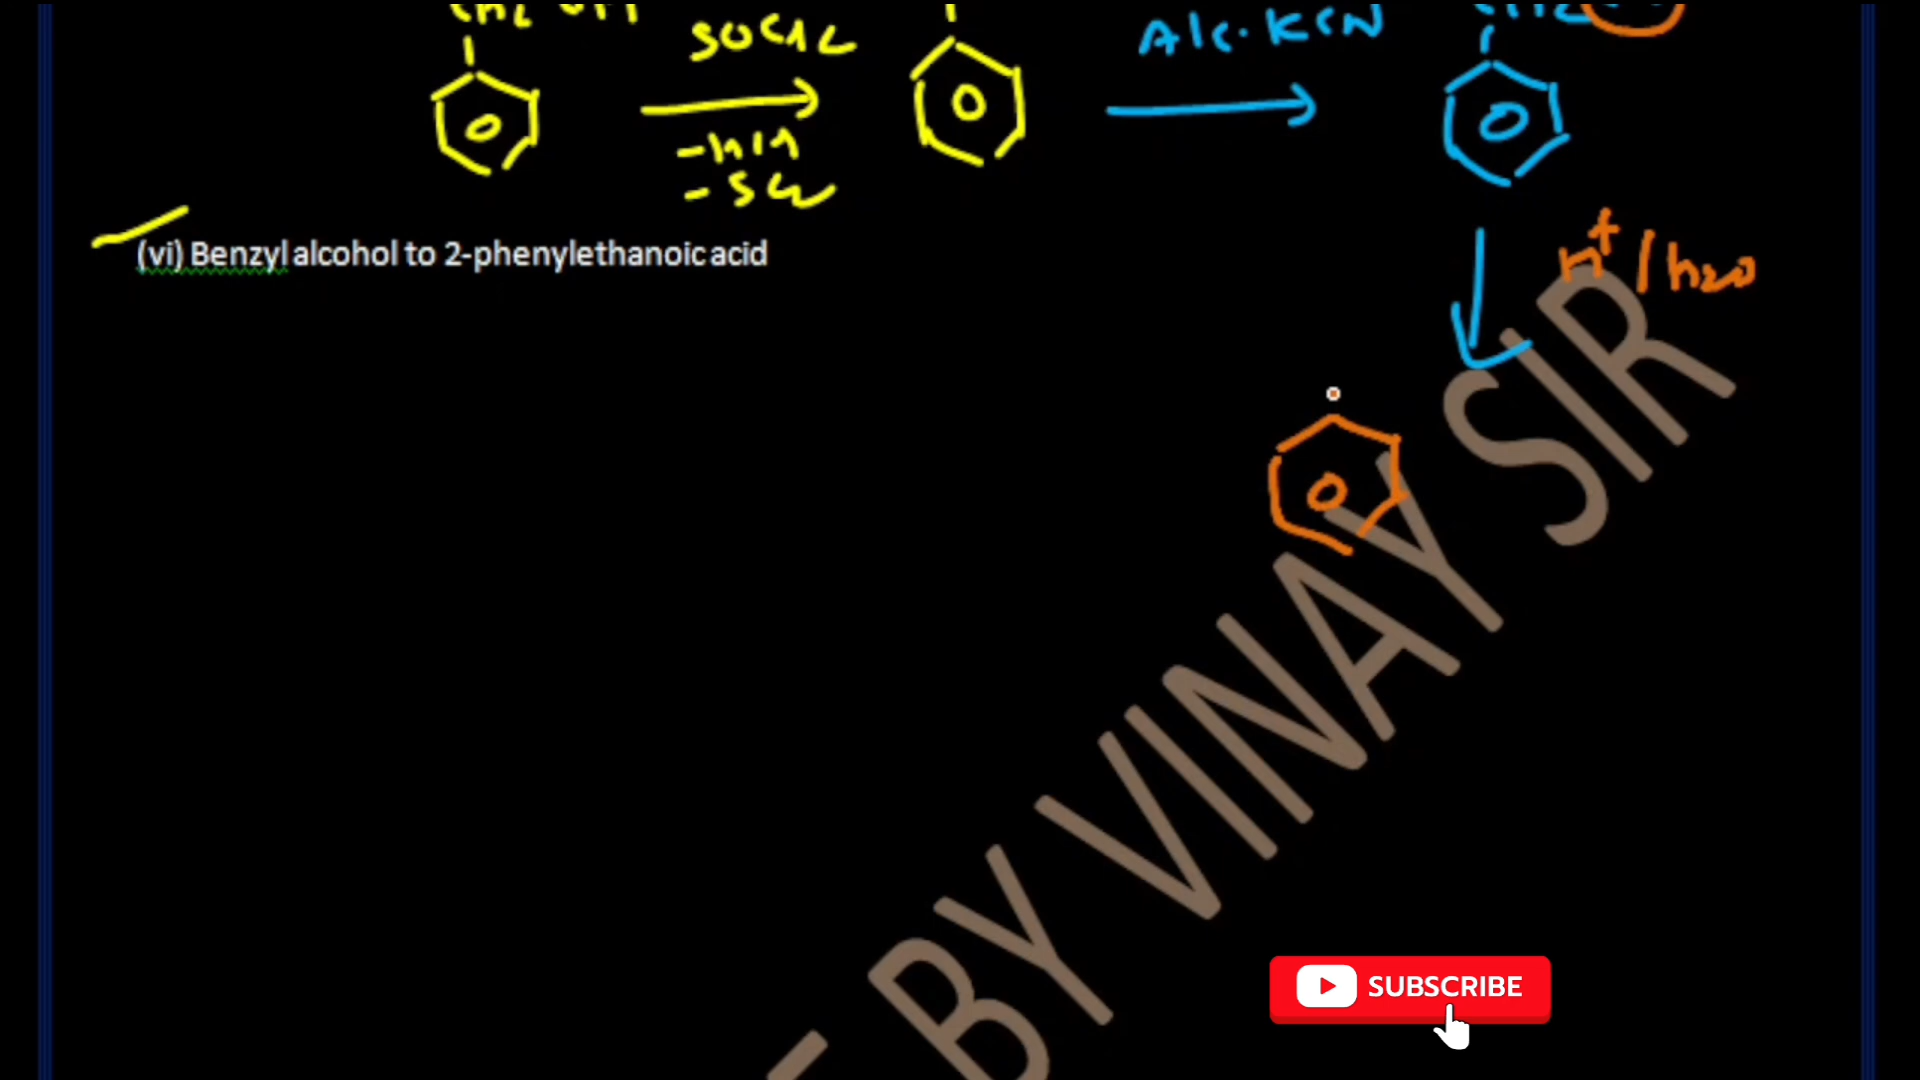 SOCl2
Alc. KCN
-HCl
-SO2
(vi) Benzyl alcohol to 2-phenylethanoic acid
H+/H2O
E BY VINAY SIR
SUBSCRIBE